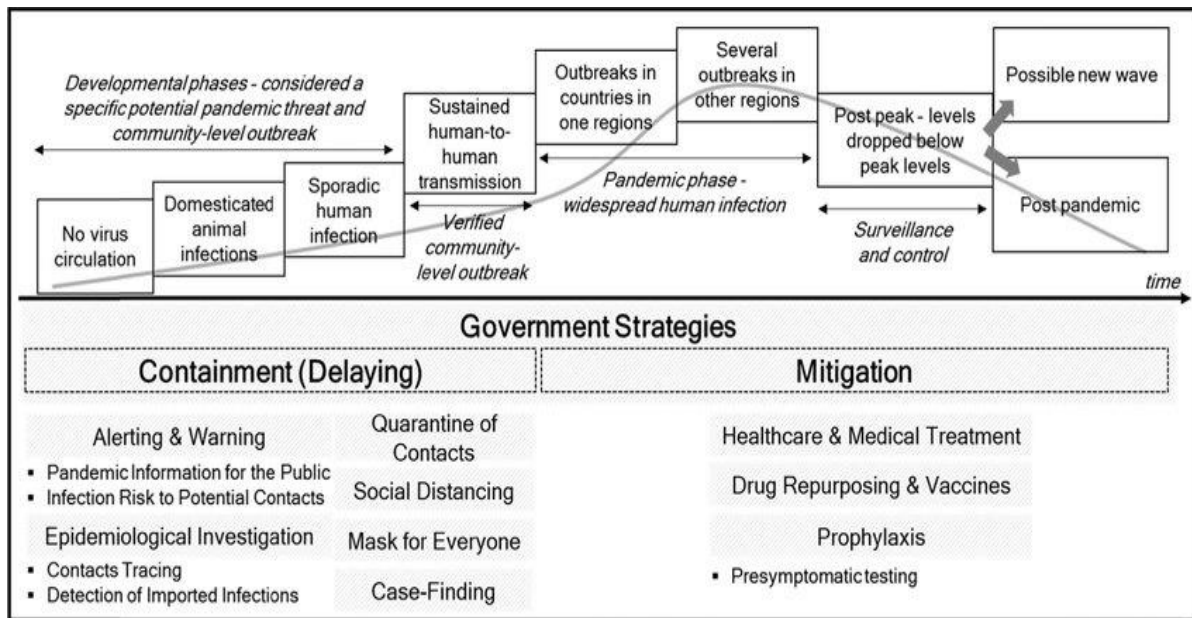 Developmental phases - considered a
specific potential pandemic threat and
community-level outbreak
No virus
circulation
Domesticated
animal
infections
Sporadic
human
infection
Sustained
human-to-
human
transmission
Verified
community-
level outbreak
Outbreaks in
countries in
one regions
Several
outbreaks in
other regions
Pandemic phase -
widespread human infection
Post peak - levels
dropped below
peak levels
Surveillance
and control
Possible new wave
Post pandemic
time
Government Strategies
Containment (Delaying)
Mitigation
Alerting & Warning
▪ Pandemic Information for the Public
▪ Infection Risk to Potential Contacts
Epidemiological Investigation
▪ Contacts Tracing
▪ Detection of Imported Infections
Quarantine of
Contacts
Social Distancing
Mask for Everyone
Case-Finding
Healthcare & Medical Treatment
Drug Repurposing & Vaccines
Prophylaxis
▪ Presymptomatic testing